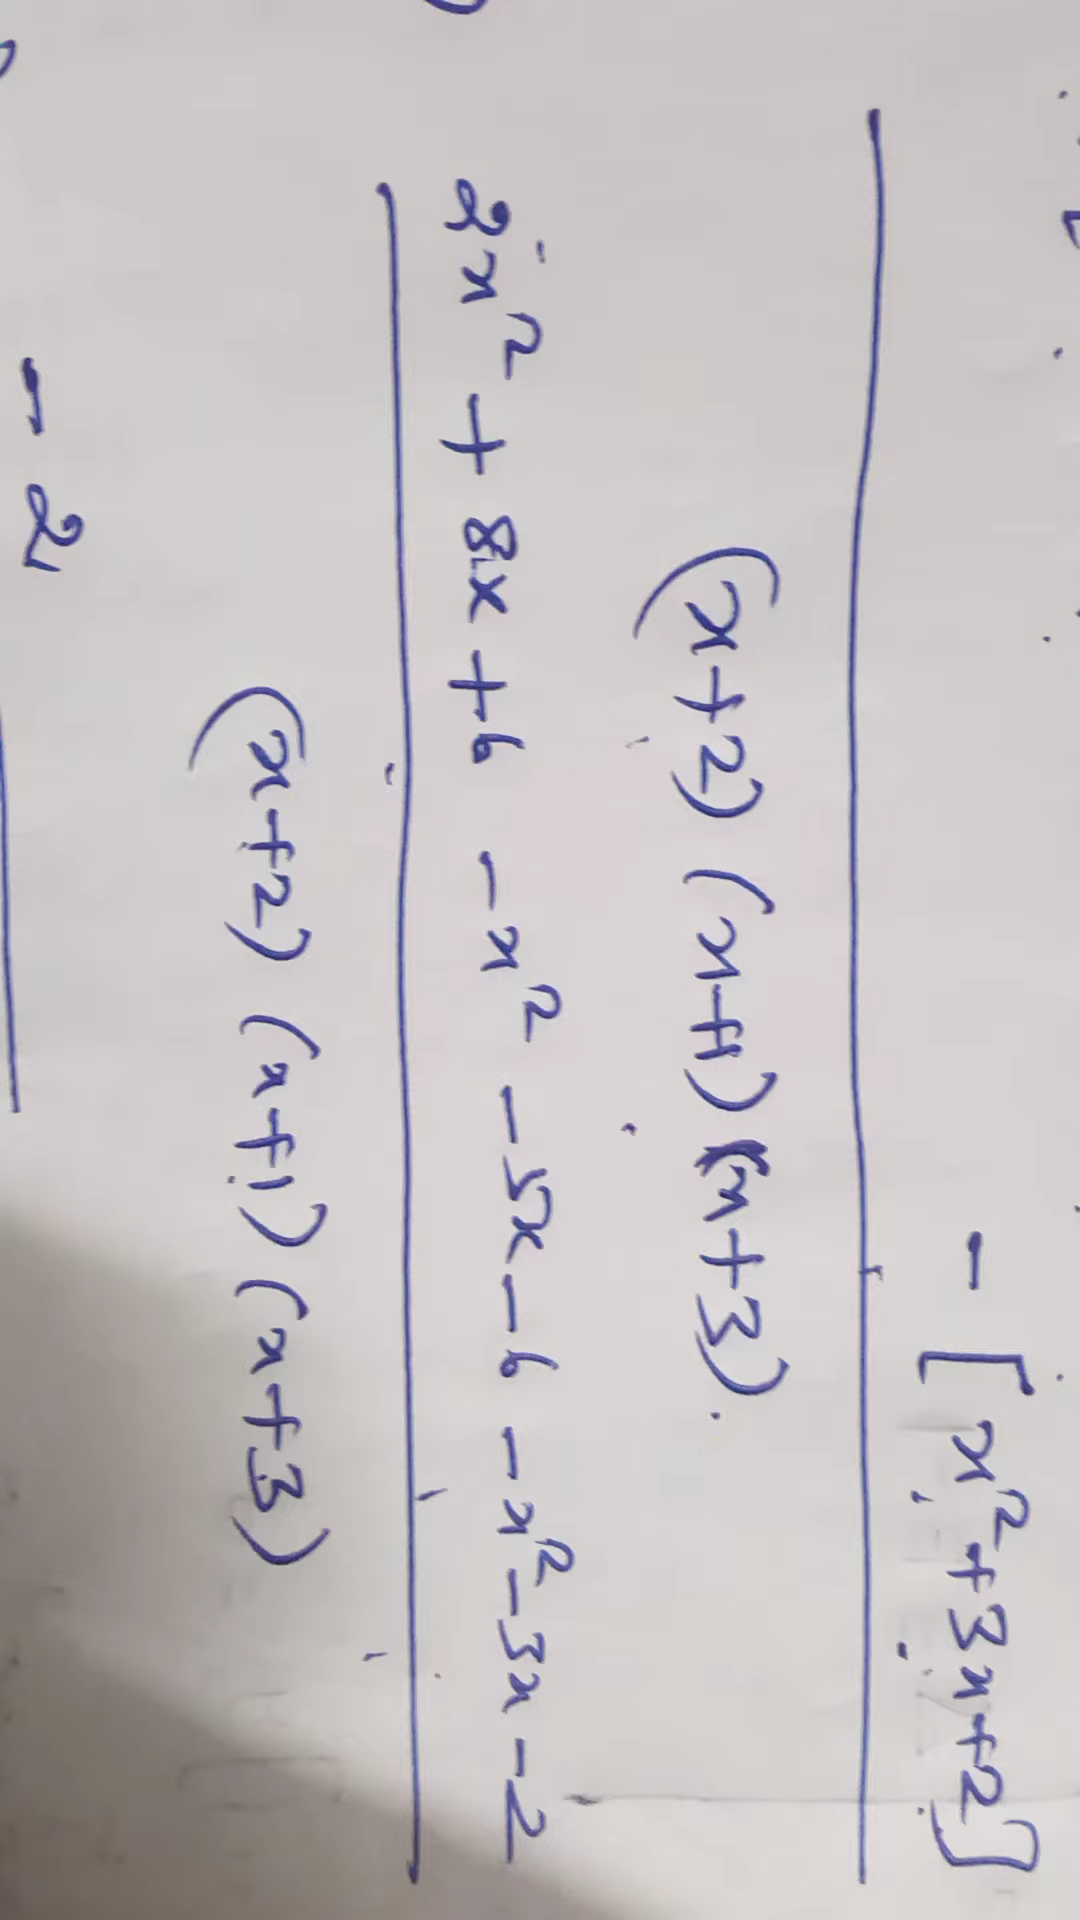 - [x²+3x+2]
(x+2) (x+1) (x+3).
2x² + 8x + 6 - x² - 5x - 6 - x² - 3x - 2
(x+2) (x+1) (x+3)
- 2